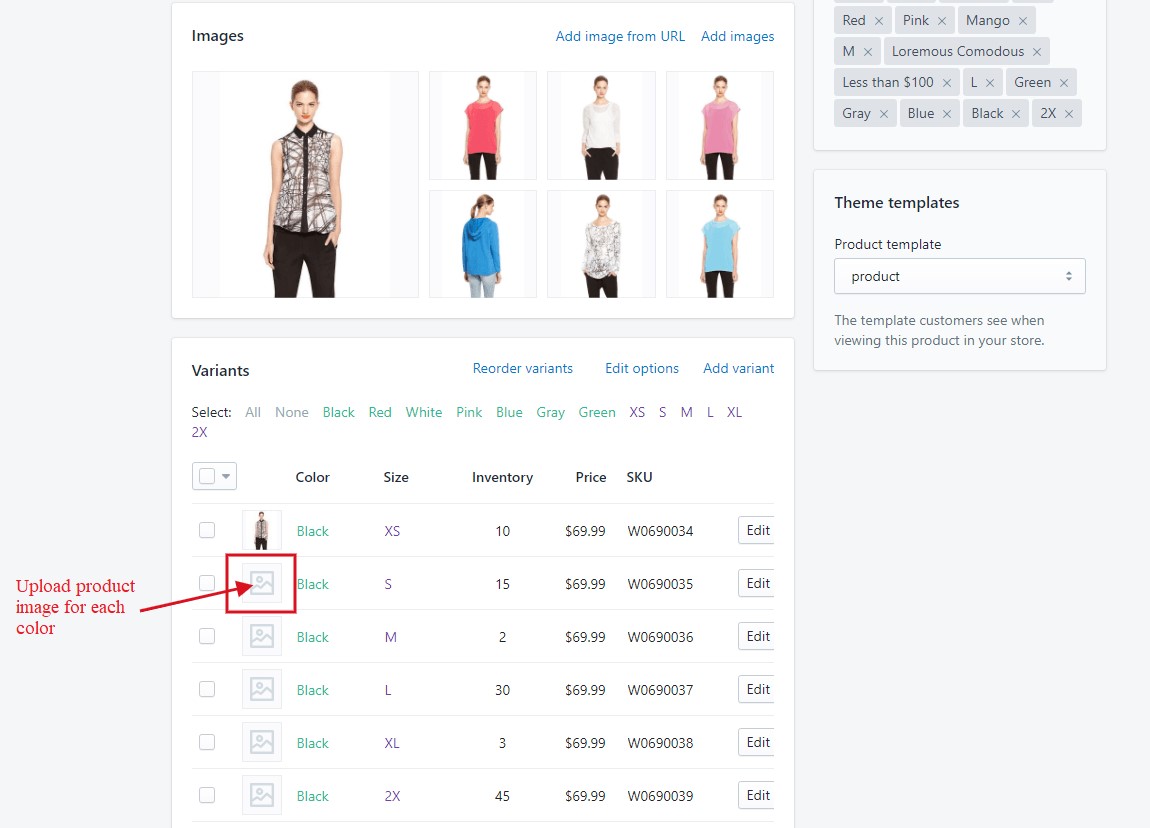 Images
Add image from URL Add images
Variants
Reorder variants Edit options Add variant
Select: All None Black Red White Pink Blue Gray Green XS S M L XL
2X
Color Size Inventory Price SKU
Black XS 10 $69.99 W0690034 Edit
Black S 15 $69.99 W0690035 Edit
Black M 2 $69.99 W0690036 Edit
Black L 30 $69.99 W0690037 Edit
Black XL 3 $69.99 W0690038 Edit
Black 2X 45 $69.99 W0690039 Edit
Upload product
image for each
color
Red × Pink × Mango ×
M × Loremous Comodous ×
Less than $100 × L × Green ×
Gray × Blue × Black × 2X ×
Theme templates
Product template
product
The template customers see when
viewing this product in your store.